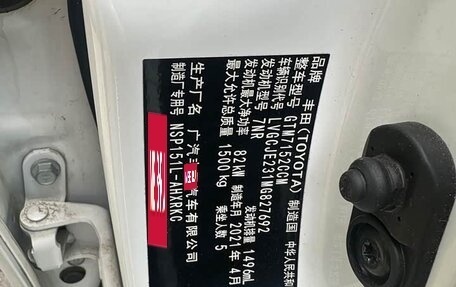 品牌 丰田(TOYOTA) 制造国 中华人民共和
整车型号 GTM7152GCM
车辆识别代号 LVGCJE231MG827692
发动机型号 7NR 发动机排量 1496mL
发动机最大净功率 82kW 制造年月 2021年4月
最大允许总质量 1500kg 乘坐人数 5
生产厂名 广汽丰 汽车有限公司
制造厂专用号 NSP151L-AHXRKC